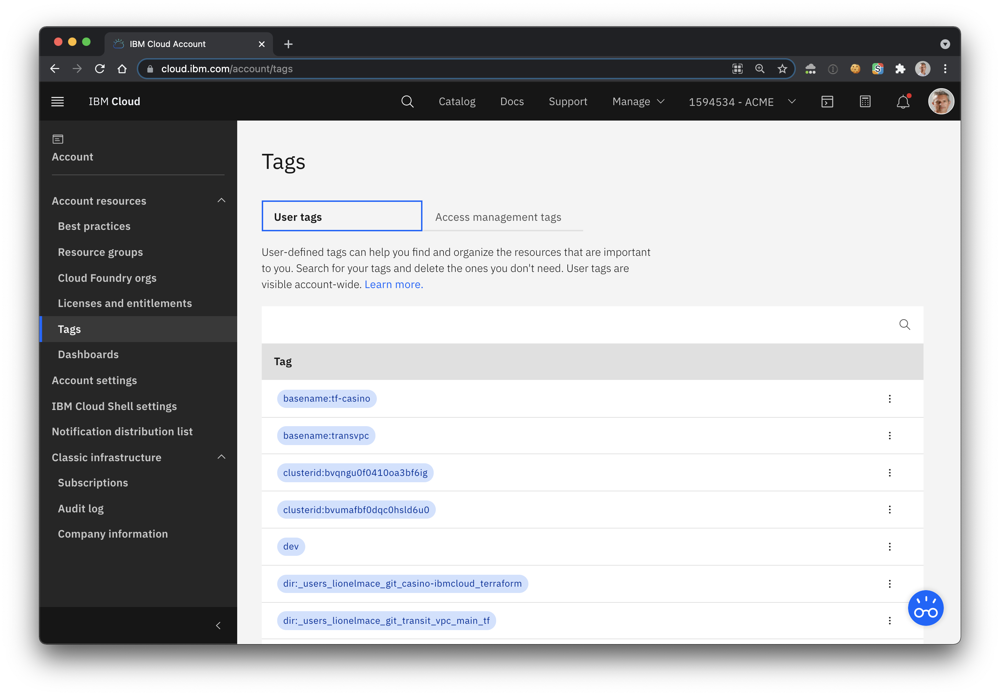 IBM Cloud Account
cloud.ibm.com/account/tags
IBM Cloud
Catalog
Docs
Support
Manage
1594534 - ACME
Account
Account resources
Best practices
Resource groups
Cloud Foundry orgs
Licenses and entitlements
Tags
Dashboards
Account settings
IBM Cloud Shell settings
Notification distribution list
Classic infrastructure
Subscriptions
Audit log
Company information
Tags
User tags
Access management tags
User-defined tags can help you find and organize the resources that are important
to you. Search for your tags and delete the ones you don't need. User tags are
visible account-wide. Learn more.
Tag
basename:tf-casino
basename:transvpc
clusterid:bvqngu0f0410oa3bf6ig
clusterid:bvumafbf0dqc0hsld6u0
dev
dir:_users_lionelmace_git_casino-ibmcloud_terraform
dir:_users_lionelmace_git_transit_vpc_main_tf